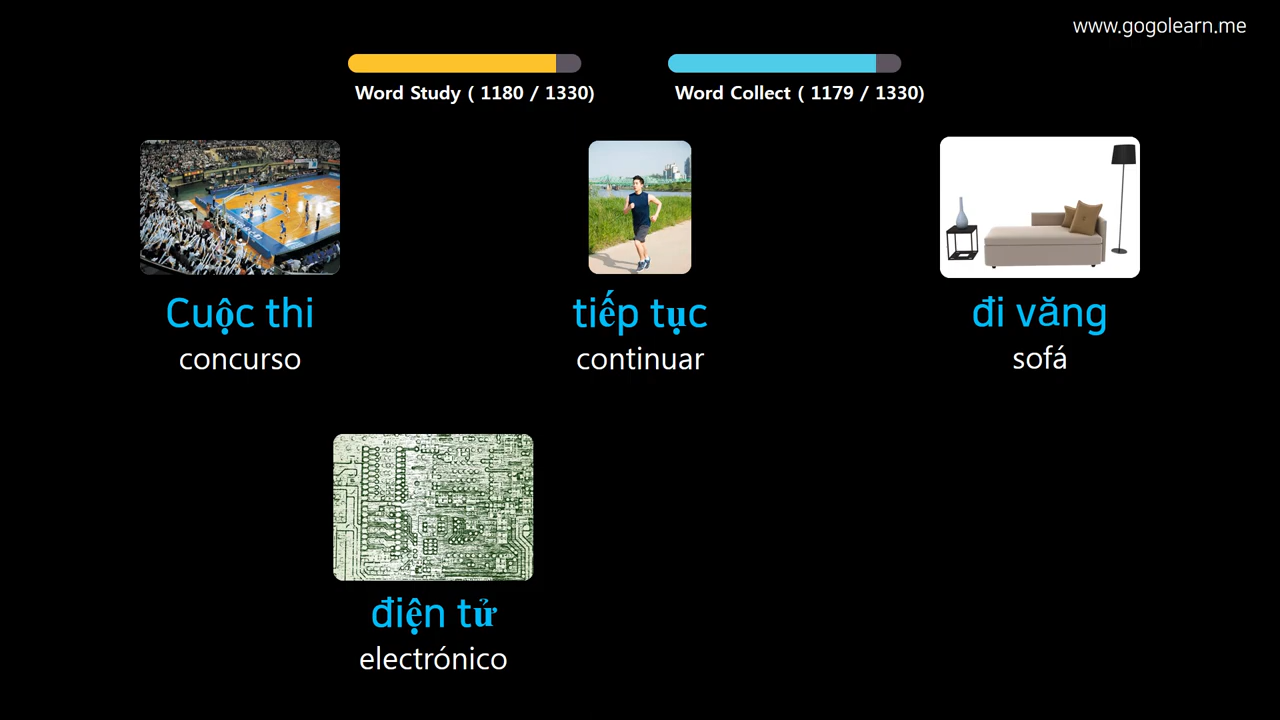 www.gogolearn.me
Word Study ( 1180 / 1330)
Word Collect ( 1179 / 1330)
Cuộc thi
concurso
tiếp tục
continuar
đi văng
sofá
điện tử
electrónico